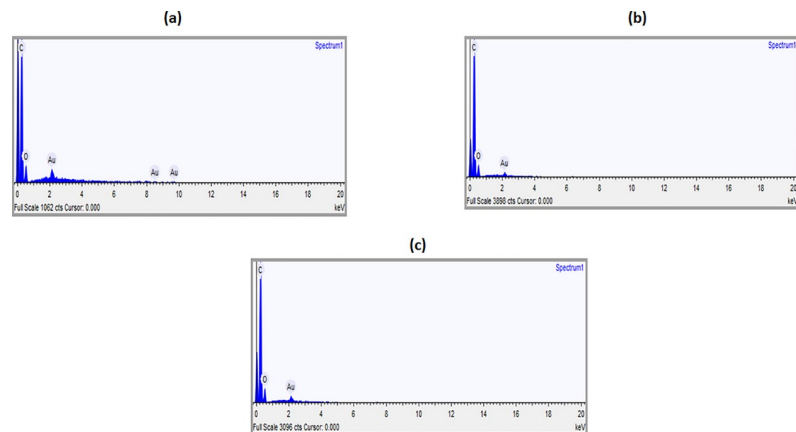 (a)
Spectrum1
C
O
Au
Au
Au
0 2 4 6 8 10 12 14 16 18 20
Full Scale 1062 cts Cursor: 0.000
keV
(b)
Spectrum1
C
O
Au
0 2 4 6 8 10 12 14 16 18 20
Full Scale 3898 cts Cursor: 0.000
keV
(c)
Spectrum1
C
O
Au
0 2 4 6 8 10 12 14 16 18 20
Full Scale 3096 cts Cursor: 0.000
keV